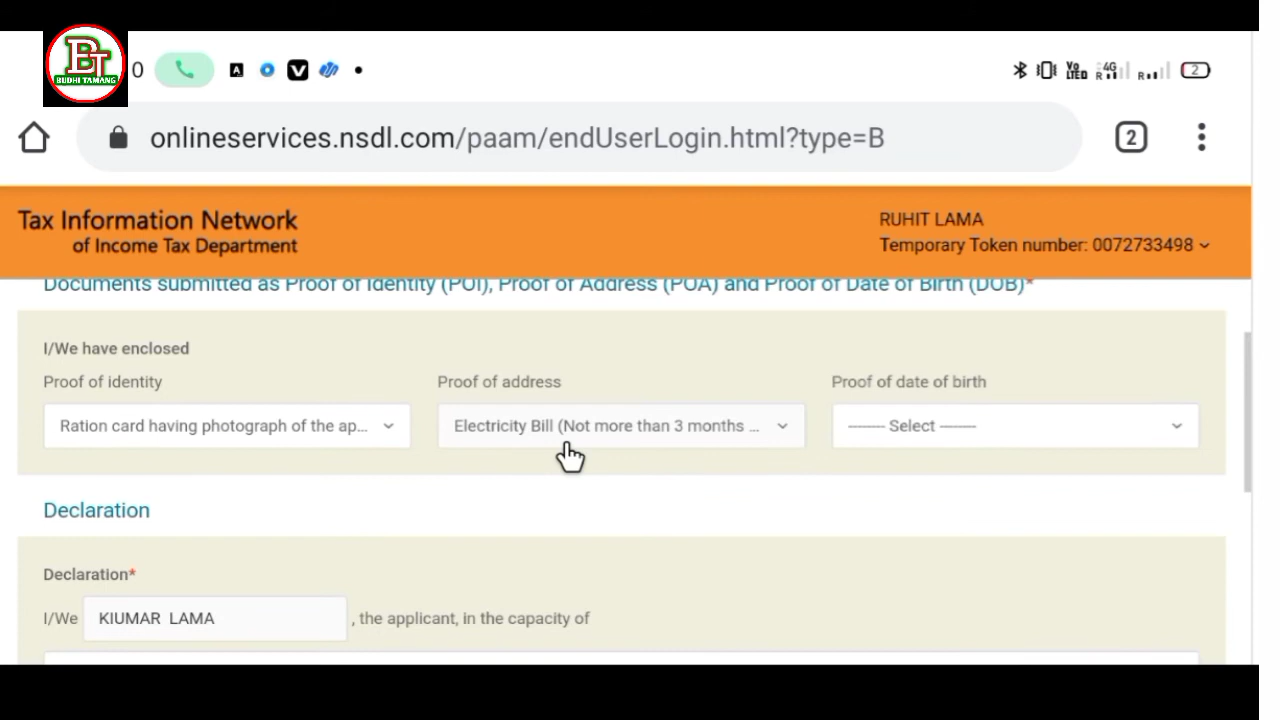 BT
BUDHI TAMANG
0
A
V
Vo
LTED
4G
R
R
2
onlineservices.nsdl.com/paam/endUserLogin.html?type=B
2
Tax Information Network
of Income Tax Department
RUHIT LAMA
Temporary Token number: 0072733498
Documents submitted as Proof of Identity (POI), Proof of Address (POA) and Proof of Date of Birth (DOB)*
I/We have enclosed
Proof of identity
Proof of address
Proof of date of birth
Ration card having photograph of the ap...
Electricity Bill (Not more than 3 months ...
-------- Select --------
Declaration
Declaration*
I/We KIUMAR LAMA , the applicant, in the capacity of